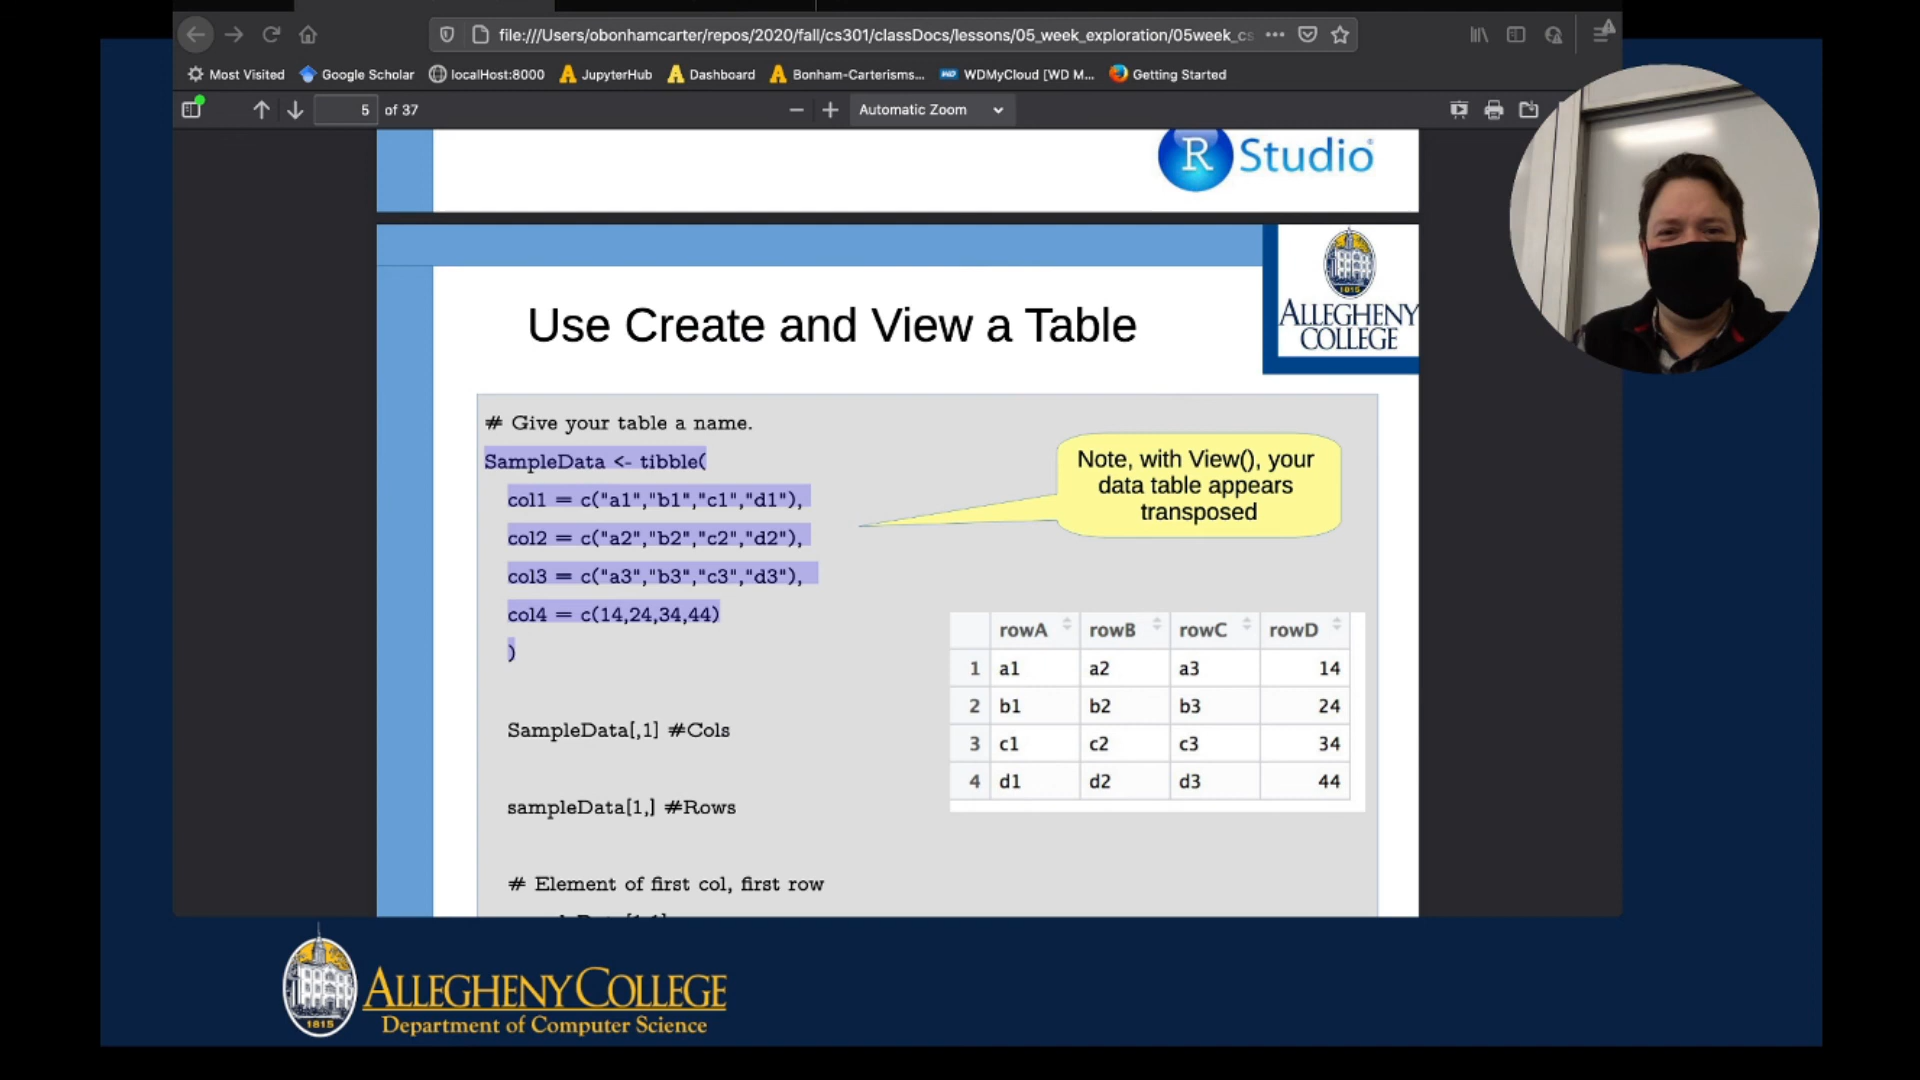 file:///Users/obonhamcarter/repos/2020/fall/cs301/classDocs/lessons/05_week_exploration/05week_cs
Most Visited Google Scholar localHost:8000 JupyterHub Dashboard Bonham-Carterisms... WDMyCloud [WD M... Getting Started
5 of 37 Automatic Zoom
R Studio
ALLEGHENY
COLLEGE
1815
Use Create and View a Table
# Give your table a name.
SampleData <- tibble(
col1 = c("a1","b1","c1","d1"),
col2 = c("a2","b2","c2","d2"),
col3 = c("a3","b3","c3","d3"),
col4 = c(14,24,34,44)
)
SampleData[,1] #Cols
sampleData[1,] #Rows
# Element of first col, first row
Note, with View(), your
data table appears
transposed
rowA rowB rowC rowD
1 a1 a2 a3 14
2 b1 b2 b3 24
3 c1 c2 c3 34
4 d1 d2 d3 44
1815
ALLEGHENY COLLEGE
Department of Computer Science